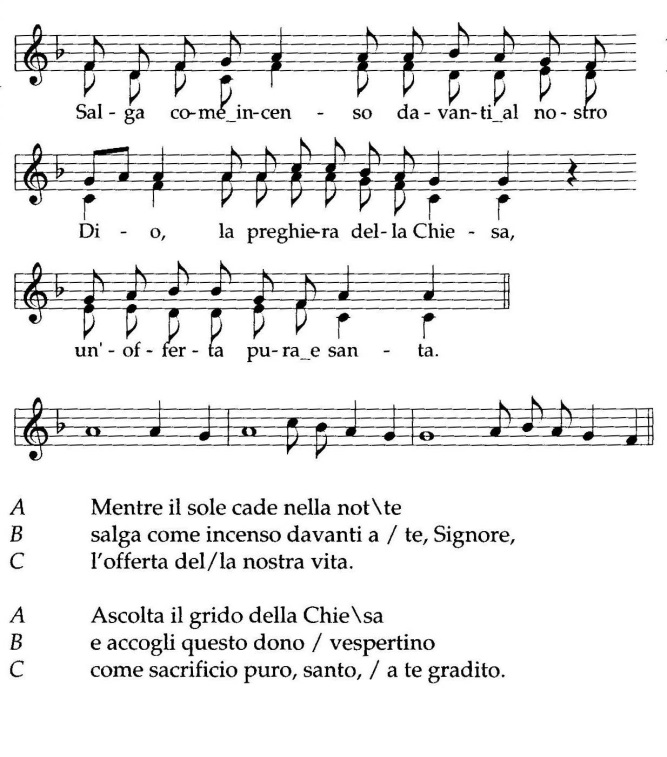 Sal - ga co-me_in-cen - so da-van-ti_al no-stro
Di - o, la preghie-ra del-la Chie - sa,
un'-of-fer-ta pu-ra_e san - ta.
A Mentre il sole cade nella not\te
B salga come incenso davanti a / te, Signore,
C l'offerta del/la nostra vita.
A Ascolta il grido della Chie\sa
B e accogli questo dono / vespertino
C come sacrificio puro, santo, / a te gradito.